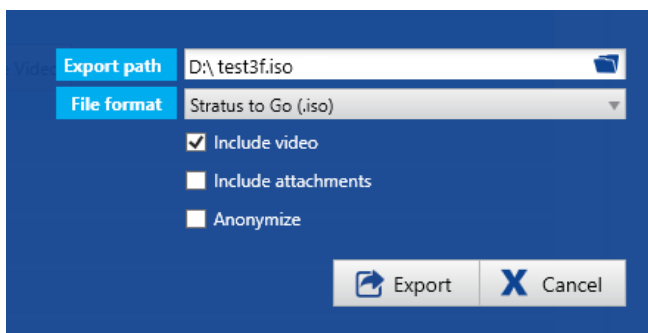 Export path D:\ test3f.iso
File format Stratus to Go (.iso)
Include video
Include attachments
Anonymize
Export Cancel